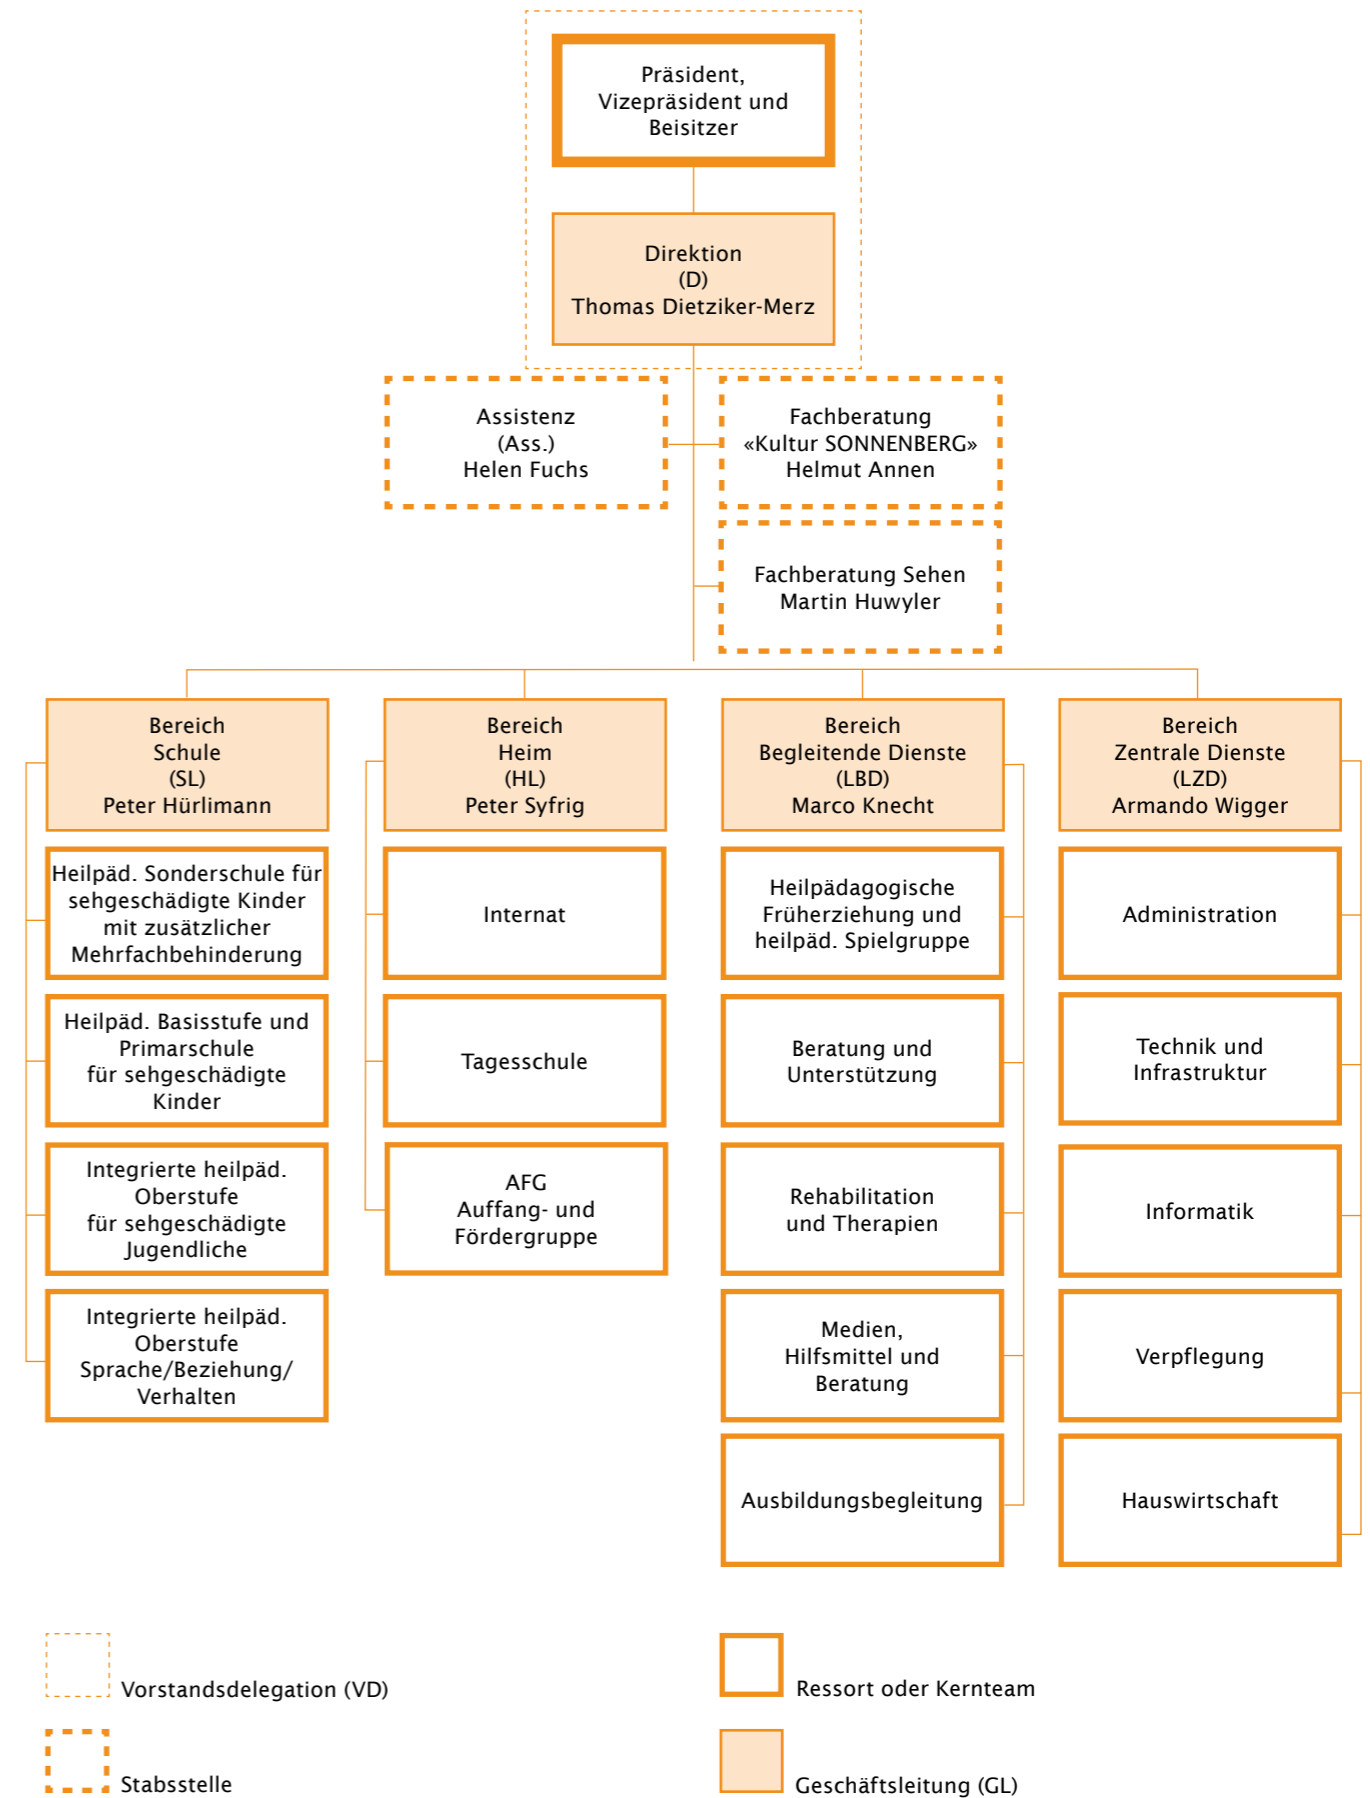 Präsident,
Vizepräsident und
Beisitzer
Direktion
(D)
Thomas Dietziker-Merz
Assistenz
(Ass.)
Helen Fuchs
Fachberatung
«Kultur SONNENBERG»
Helmut Annen
Fachberatung Sehen
Martin Huwyler
Bereich
Schule
(SL)
Peter Hürlimann
Bereich
Heim
(HL)
Peter Syfrig
Bereich
Begleitende Dienste
(LBD)
Marco Knecht
Bereich
Zentrale Dienste
(LZD)
Armando Wigger
Heilpäd. Sonderschule für
sehgeschädigte Kinder
mit zusätzlicher
Mehrfachbehinderung
Internat
Heilpädagogische
Früherziehung und
heilpäd. Spielgruppe
Administration
Heilpäd. Basisstufe und
Primarschule
für sehgeschädigte
Kinder
Tagesschule
Beratung und
Unterstützung
Technik und
Infrastruktur
Integrierte heilpäd.
Oberstufe
für sehgeschädigte
Jugendliche
AFG
Auffang- und
Fördergruppe
Rehabilitation
und Therapien
Informatik
Integrierte heilpäd.
Oberstufe
Sprache/Beziehung/
Verhalten
Medien,
Hilfsmittel und
Beratung
Verpflegung
Ausbildungsbegleitung
Hauswirtschaft
Vorstandsdelegation (VD)
Ressort oder Kernteam
Stabsstelle
Geschäftsleitung (GL)